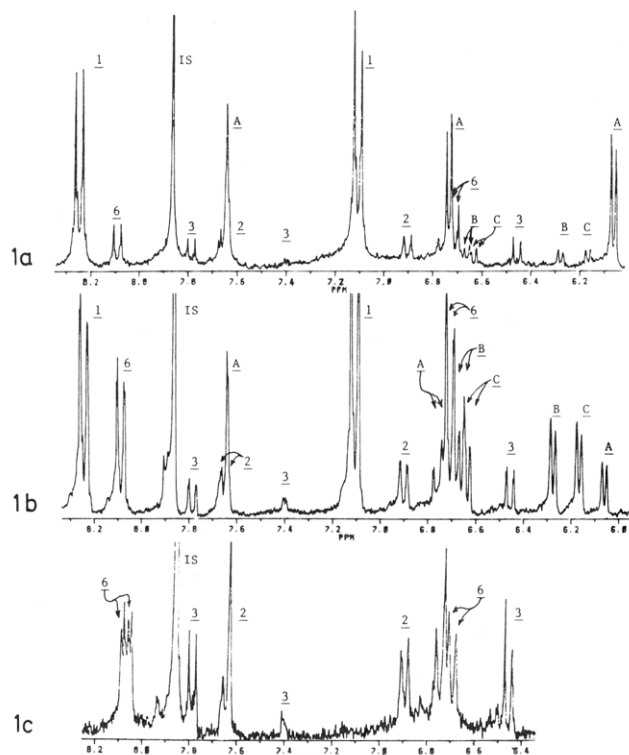 1 IS A 1 A
6 B C 3 A
6 3 2 3 2 B C
1a
8.2 8.0 7.8 7.6 7.4 7.2 7.0 6.8 6.6 6.4 6.2
PPM
1 IS 1 6
6 A B
A C
3 2 3 2 3 B C A
1b
8.2 8.0 7.8 7.6 7.4 7.2 7.0 6.8 6.6 6.4 6.2 6.0
PPM
6 IS 3 2 2 6 3
3
1c
8.2 8.0 7.8 7.6 7.4 7.2 7.0 6.8 6.6 6.4
PPM